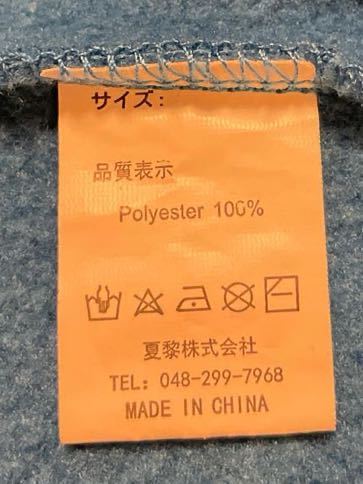 サイズ:
品質表示
Polyester 100%
夏黎株式会社
TEL: 048-299-7968
MADE IN CHINA